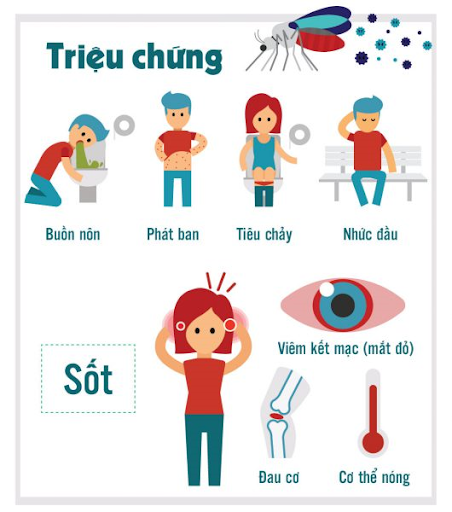 Triệu chứng
Buồn nôn
Phát ban
Tiêu chảy
Nhức đầu
Viêm kết mạc (mắt đỏ)
Sốt
Đau cơ
Cơ thể nóng